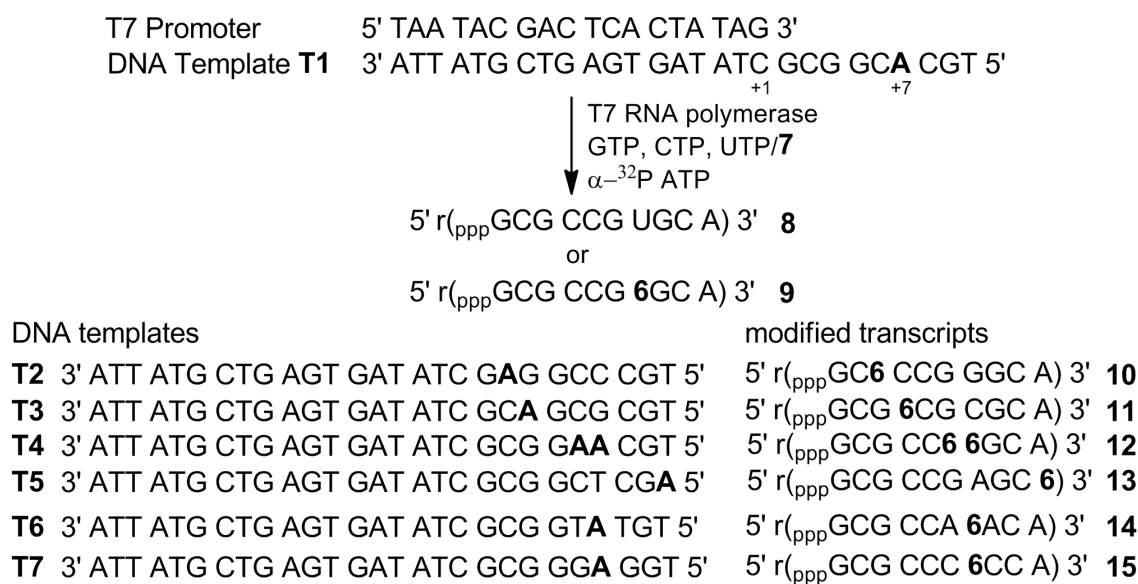 T7 Promoter 5' TAA TAC GAC TCA CTA TAG 3'
DNA Template T1 3' ATT ATG CTG AGT GAT ATC GCG GCA CGT 5'
+1 +7
T7 RNA polymerase
GTP, CTP, UTP/7
α–³²P ATP
5' r(pppGCG CCG UGC A) 3' 8
or
5' r(pppGCG CCG 6GC A) 3' 9
DNA templates modified transcripts
T2 3' ATT ATG CTG AGT GAT ATC GAG GCC CGT 5' 5' r(pppGC6 CCG GGC A) 3' 10
T3 3' ATT ATG CTG AGT GAT ATC GCA GCG CGT 5' 5' r(pppGCG 6CG CGC A) 3' 11
T4 3' ATT ATG CTG AGT GAT ATC GCG GAA CGT 5' 5' r(pppGCG CC6 6GC A) 3' 12
T5 3' ATT ATG CTG AGT GAT ATC GCG GCT CGA 5' 5' r(pppGCG CCG AGC 6) 3' 13
T6 3' ATT ATG CTG AGT GAT ATC GCG GTA TGT 5' 5' r(pppGCG CCA 6AC A) 3' 14
T7 3' ATT ATG CTG AGT GAT ATC GCG GGA GGT 5' 5' r(pppGCG CCC 6CC A) 3' 15